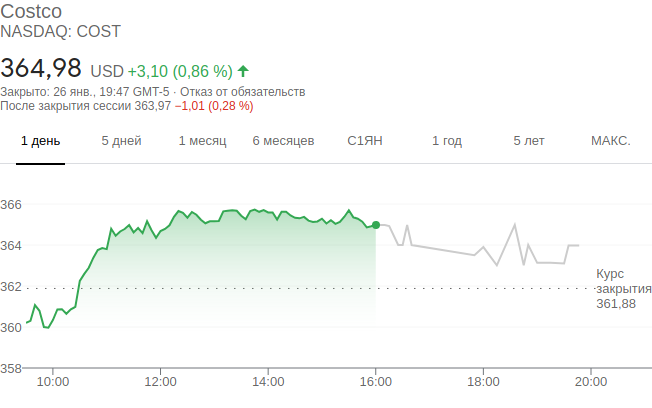 Costco
NASDAQ: COST
364,98 USD +3,10 (0,86 %)
Закрыто: 26 янв., 19:47 GMT-5 · Отказ от обязательств
После закрытия сессии 363,97 −1,01 (0,28 %)
1 день 5 дней 1 месяц 6 месяцев С1ЯН 1 год 5 лет МАКС.
366
364
362
360
358
Курс
закрытия
361,88
10:00 12:00 14:00 16:00 18:00 20:00